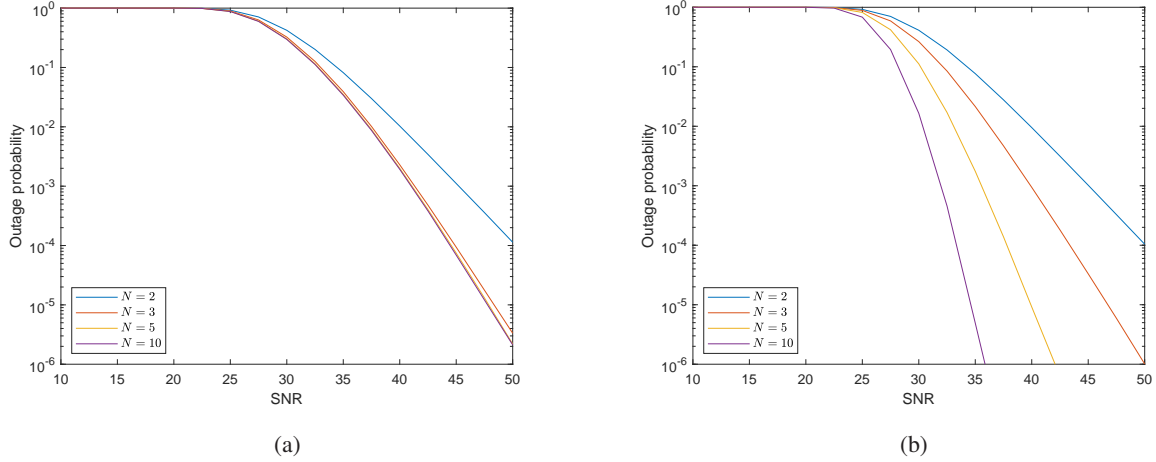 10^0
10^-1
10^-2
10^-3
10^-4
10^-5
10^-6
Outage probability
N = 2
N = 3
N = 5
N = 10
10 15 20 25 30 35 40 45 50
SNR
(a)
10^0
10^-1
10^-2
10^-3
10^-4
10^-5
10^-6
Outage probability
N = 2
N = 3
N = 5
N = 10
10 15 20 25 30 35 40 45 50
SNR
(b)